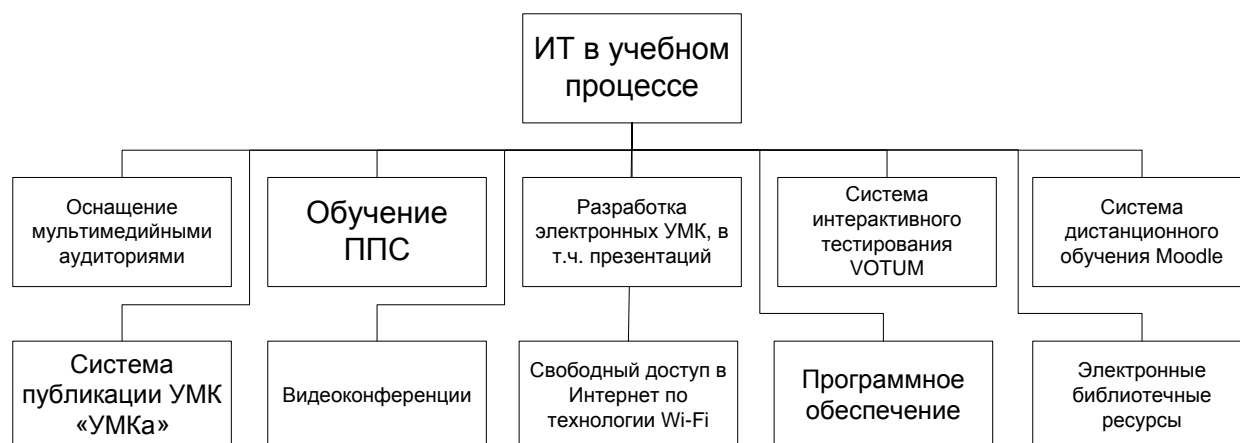 ИТ в учебном
процессе
Оснащение
мультимедийными
аудиториями
Обучение
ППС
Разработка
электронных УМК, в
т.ч. презентаций
Система
интерактивного
тестирования
VOTUM
Система
дистанционного
обучения Moodle
Система
публикации УМК
«УМКа»
Видеоконференции
Свободный доступ в
Интернет по
технологии Wi-Fi
Программное
обеспечение
Электронные
библиотечные
ресурсы